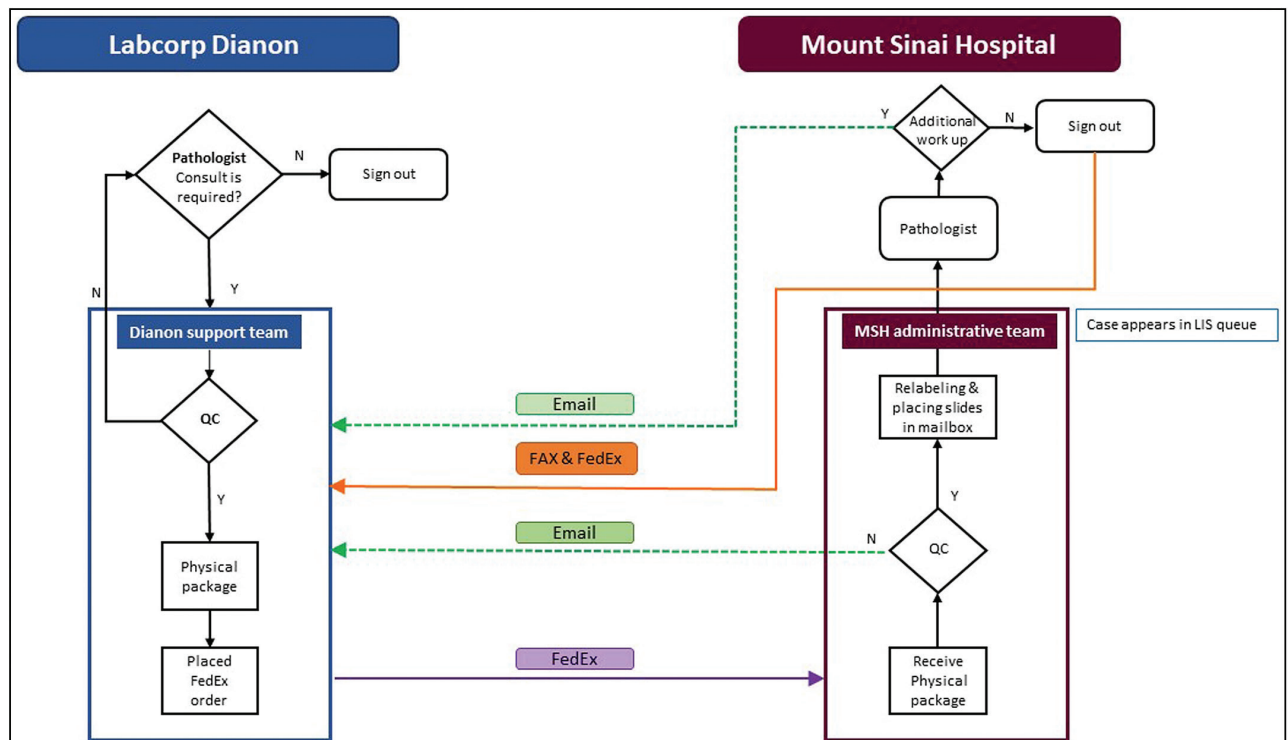 Labcorp Dianon
Mount Sinai Hospital
Pathologist
Consult is
required?
N
Sign out
Y
N
Dianon support team
QC
Y
Physical
package
Placed
FedEx
order
Email
FAX & FedEx
Email
FedEx
Y
Additional
work up
N
Sign out
Pathologist
MSH administrative team
Case appears in LIS queue
Relabeling &
placing slides
in mailbox
Y
N
QC
Receive
Physical
package